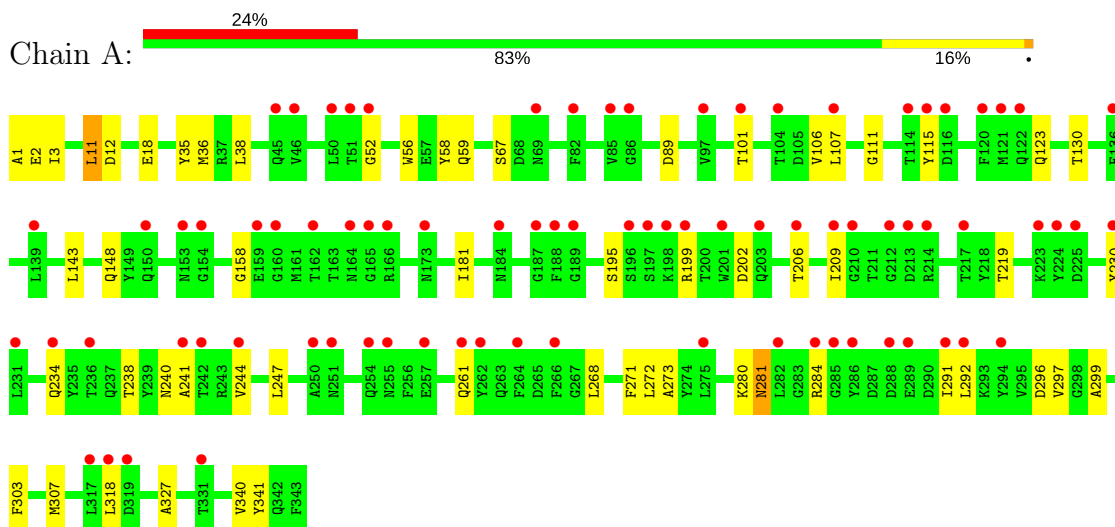 24%
Chain A:
83% 16% •
A1 E2 I3 L11 D12 E18 Y35 M36 R37 L38 Q45 V46 L50 T51 G52 W56 E57 Y58 Q59 S67 D68 N69 F82 V85 G86 D89 V97 T101 T104 D105 V106 L107 G111 T114 Y115 D116 F120 M121 Q122 Q123 T130 E136
L139 L143 Q148 Y149 Q150 N153 G154 G158 E159 G160 M161 T162 T163 N164 G165 R166 N173 I181 N184 G187 F188 G189 S195 S196 S197 K198 R199 T200 W201 D202 Q203 T206 I209 G210 T211 G212 D213 R214 T217 Y218 T219 K223 Y224 D225 Y230
L231 Q234 Y235 T236 Q237 T238 Y239 N240 A241 T242 R243 V244 L247 A250 N251 Q254 N255 F256 E257 Q261 Y262 Q263 F264 D265 F266 G267 L268 F271 L272 A273 Y274 L275 K280 N281 L282 G283 R284 G285 Y286 D287 D288 E289 D290 I291 L292 K293 Y294 V295 D296 V297 G298 A299
F303 M307 L317 L318 D319 A327 T331 V340 Y341 Q342 F343